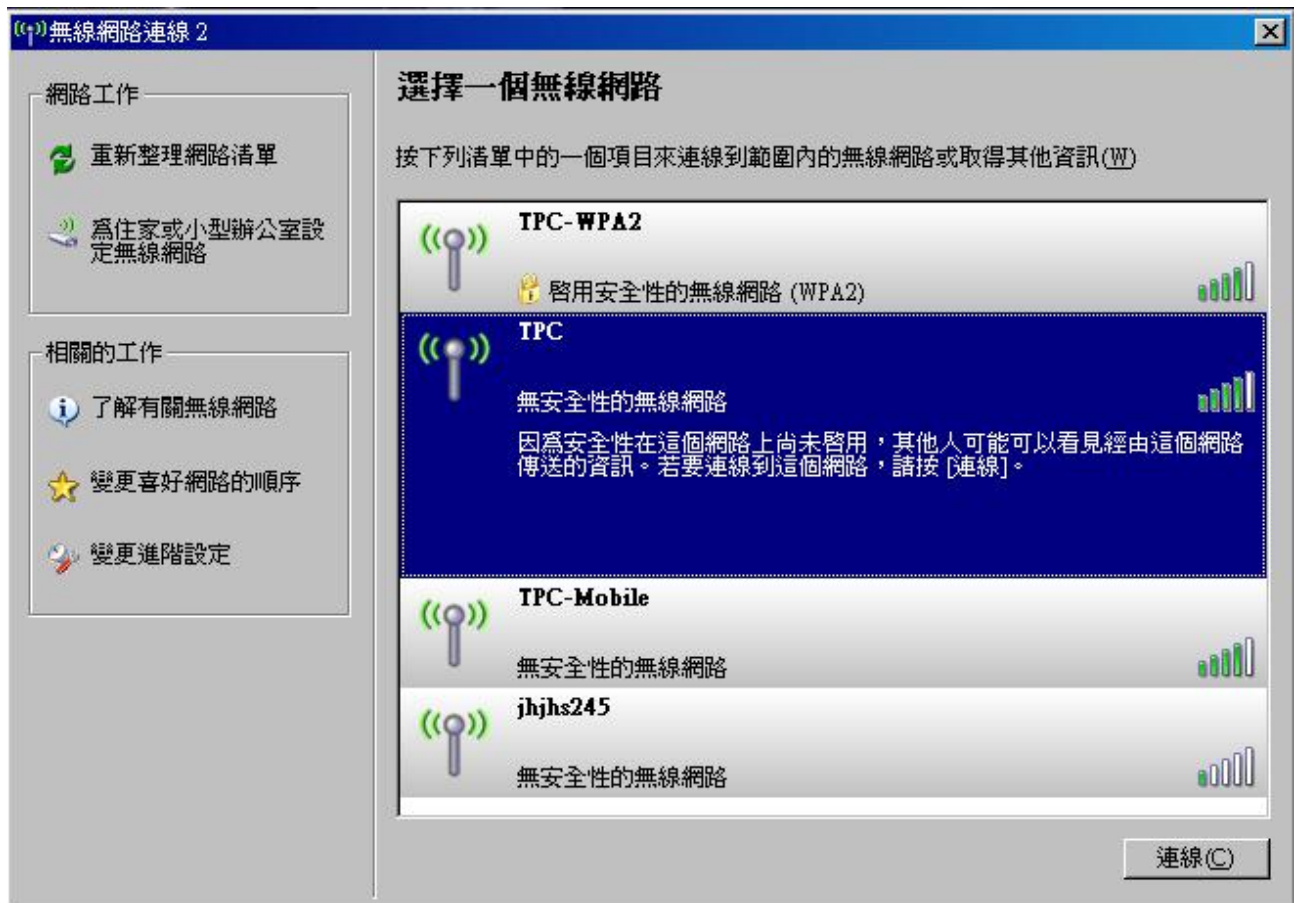 無線網路連線 2
網路工作
重新整理網路清單
為住家或小型辦公室設
定無線網路
相關的工作
了解有關無線網路
變更喜好網路的順序
變更進階設定
選擇一個無線網路
按下列清單中的一個項目來連線到範圍內的無線網路或取得其他資訊(W)
TPC-WPA2
啟用安全性的無線網路 (WPA2)
TPC
無安全性的無線網路
因為安全性在這個網路上尚未啟用，其他人可能可以看見經由這個網路
傳送的資訊。若要連線到這個網路，請按 [連線]。
TPC-Mobile
無安全性的無線網路
jhjhs245
無安全性的無線網路
連線(C)